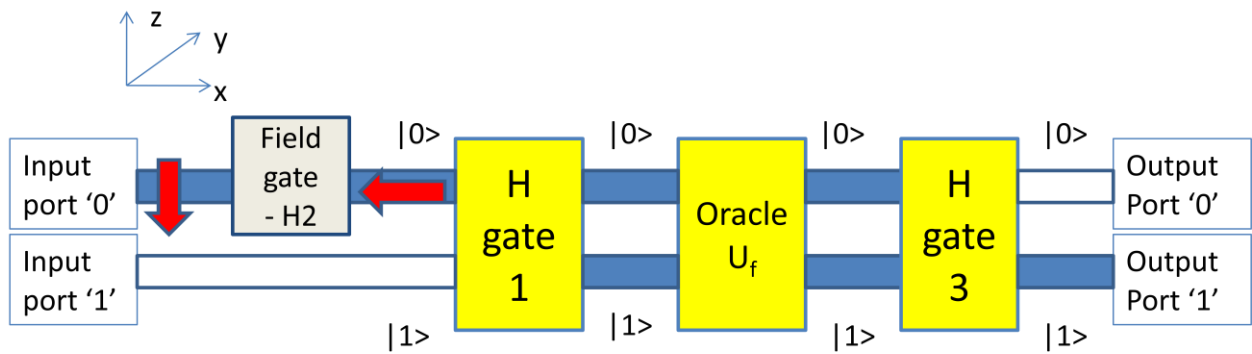 z
y
x
Input
port '0'
Field
gate
- H2
|0>
H
gate
1
|0>
Oracle
U_f
|0>
H
gate
3
|0>
Output
Port '0'
Input
port '1'
|1>
|1>
|1>
|1>
Output
Port '1'